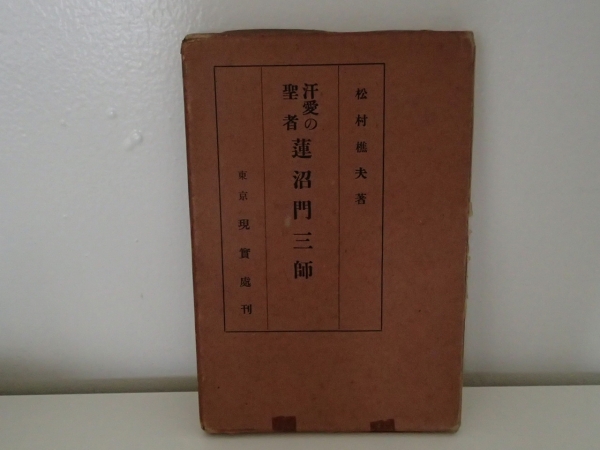 松村樵夫著
汗愛の聖者 蓮沼門三師
東京 現實處刊